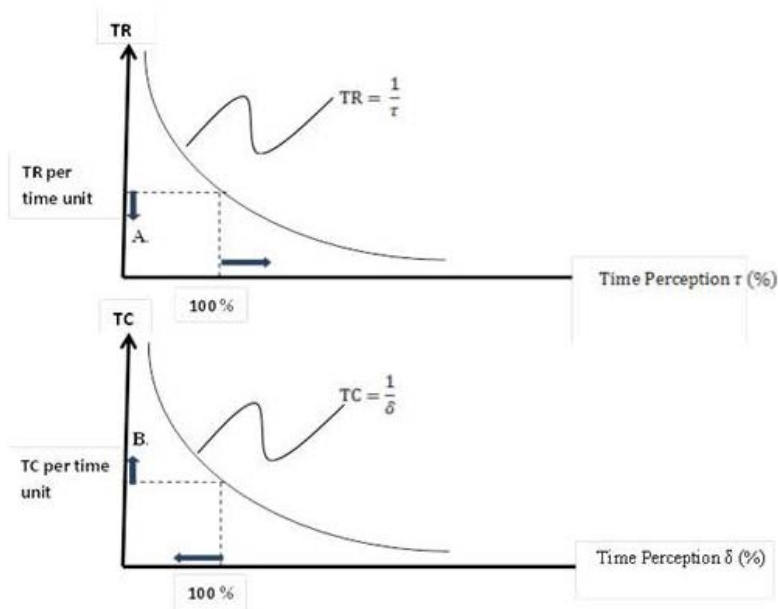 TR
TR = 1/τ
TR per
time unit
A.
Time Perception τ (%)
100 %
TC
TC = 1/δ
B.
TC per time
unit
Time Perception δ (%)
100 %